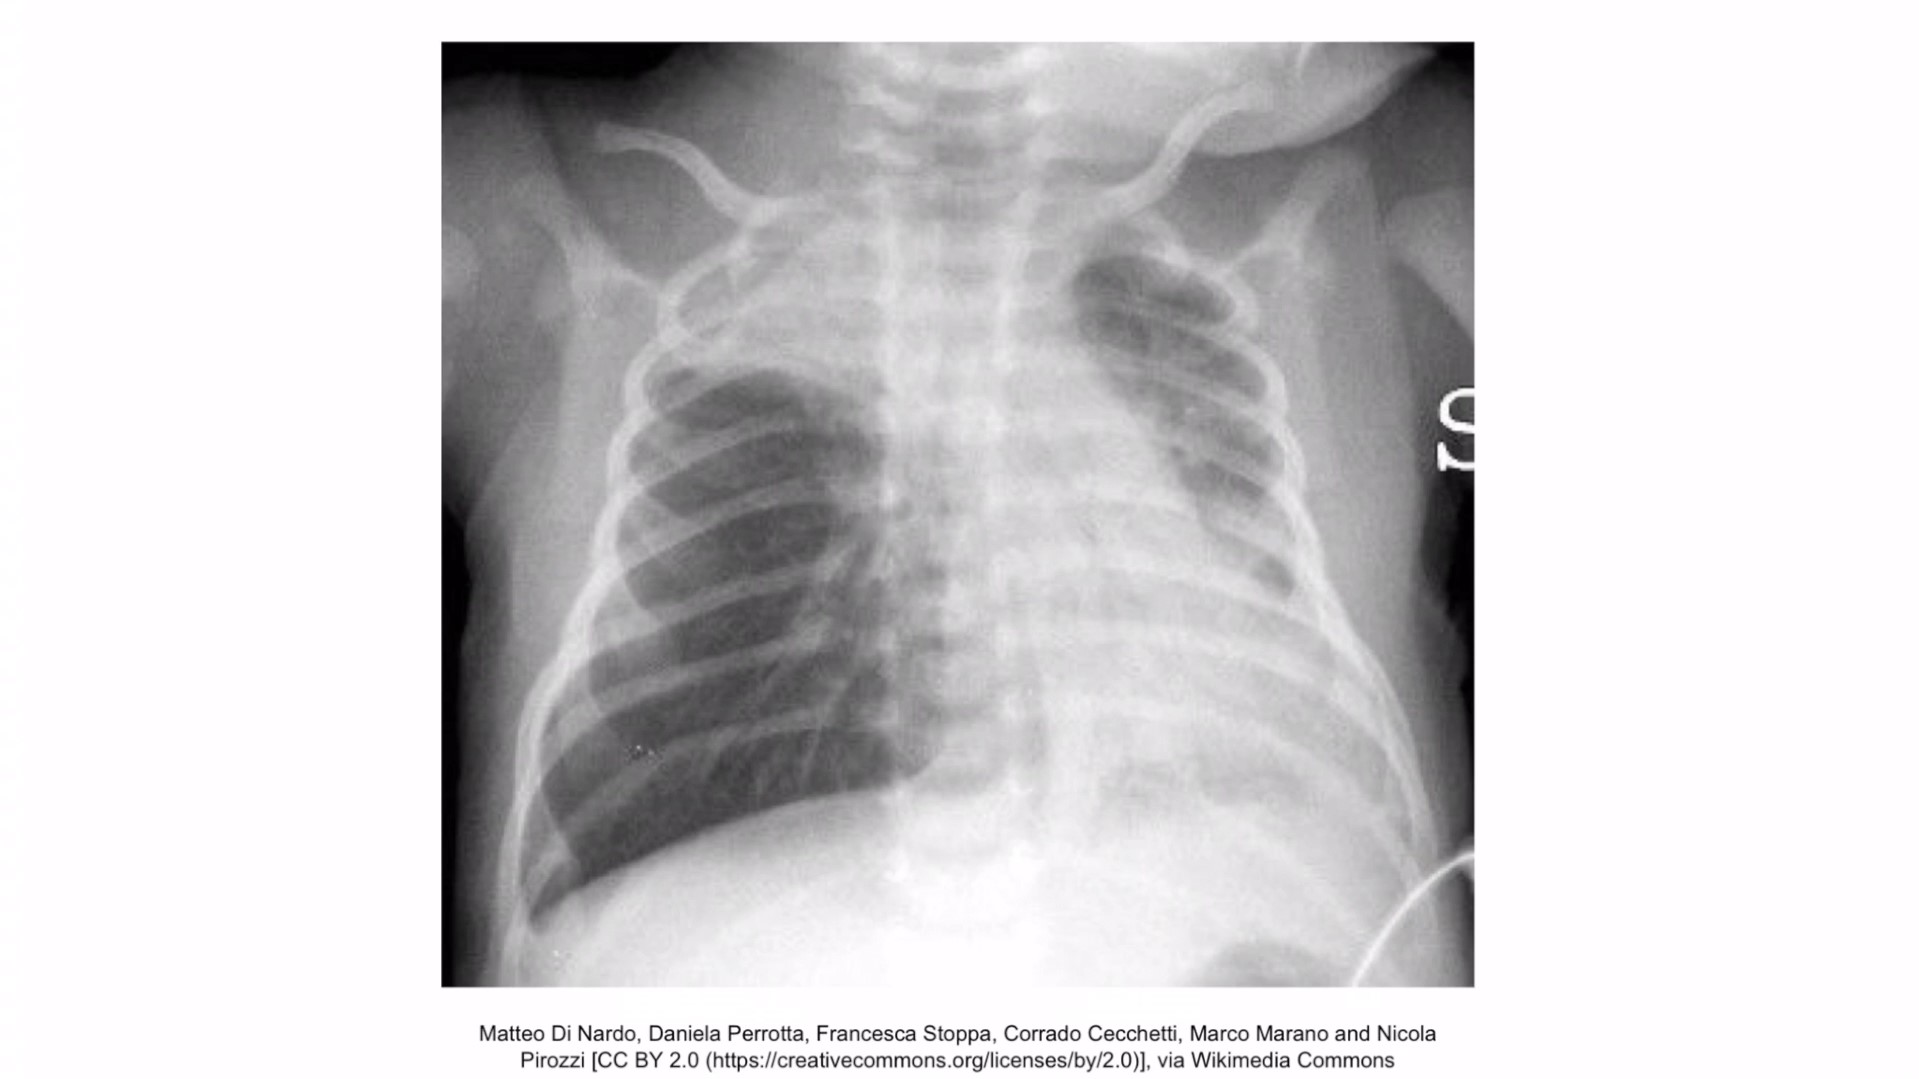 S
Matteo Di Nardo, Daniela Perrotta, Francesca Stoppa, Corrado Cecchetti, Marco Marano and Nicola
Pirozzi [CC BY 2.0 (https://creativecommons.org/licenses/by/2.0)], via Wikimedia Commons